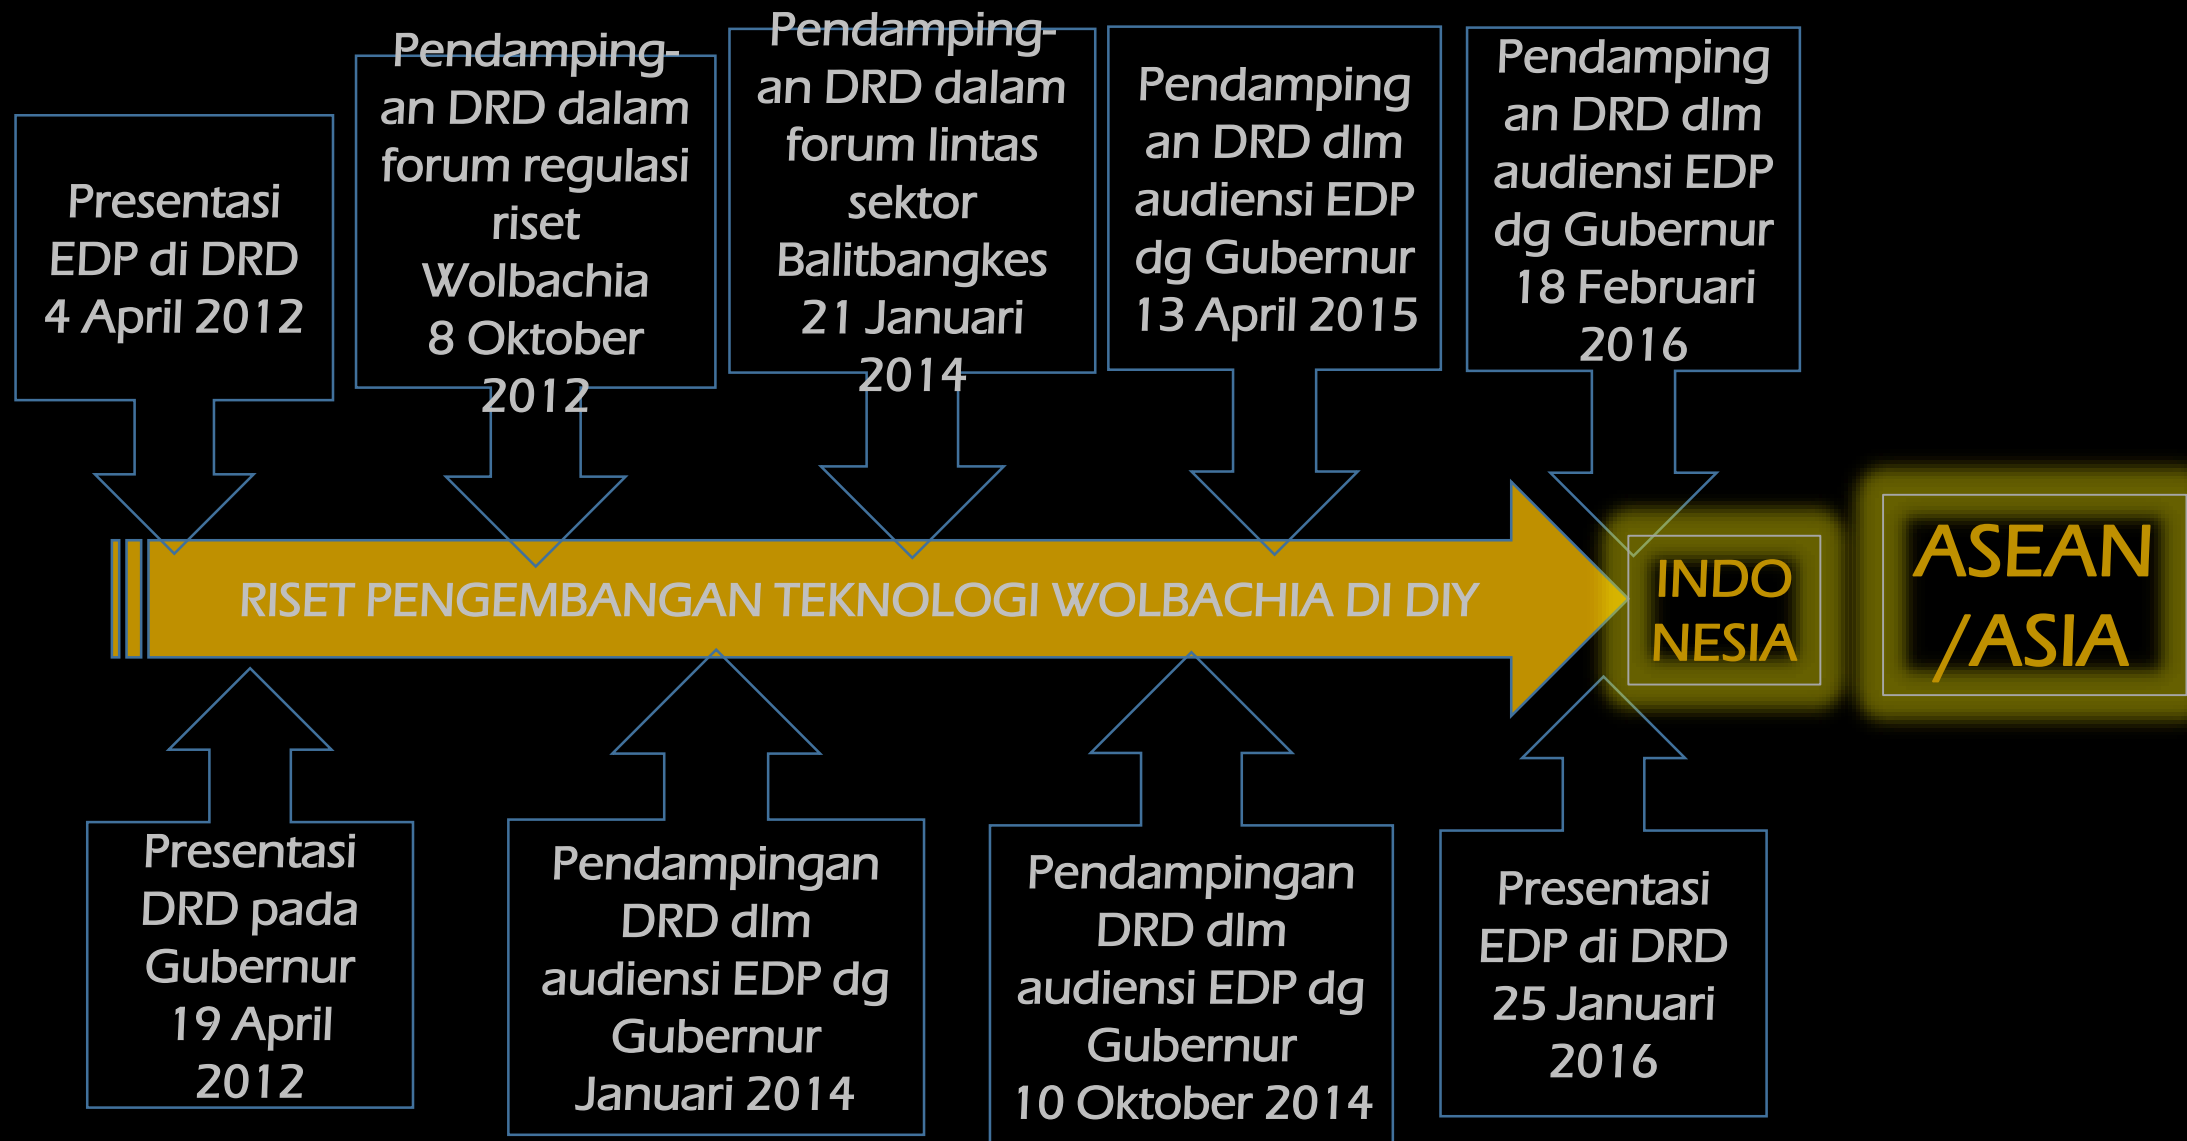 Presentasi
EDP di DRD
4 April 2012
Pendamping-
an DRD dalam
forum regulasi
riset
Wolbachia
8 Oktober
2012
Pendamping-
an DRD dalam
forum lintas
sektor
Balitbangkes
21 Januari
2014
Pendamping
an DRD dlm
audiensi EDP
dg Gubernur
13 April 2015
Pendamping
an DRD dlm
audiensi EDP
dg Gubernur
18 Februari
2016
RISET PENGEMBANGAN TEKNOLOGI WOLBACHIA DI DIY
INDO
NESIA
ASEAN
/ASIA
Presentasi
DRD pada
Gubernur
19 April
2012
Pendampingan
DRD dlm
audiensi EDP dg
Gubernur
Januari 2014
Pendampingan
DRD dlm
audiensi EDP dg
Gubernur
10 Oktober 2014
Presentasi
EDP di DRD
25 Januari
2016